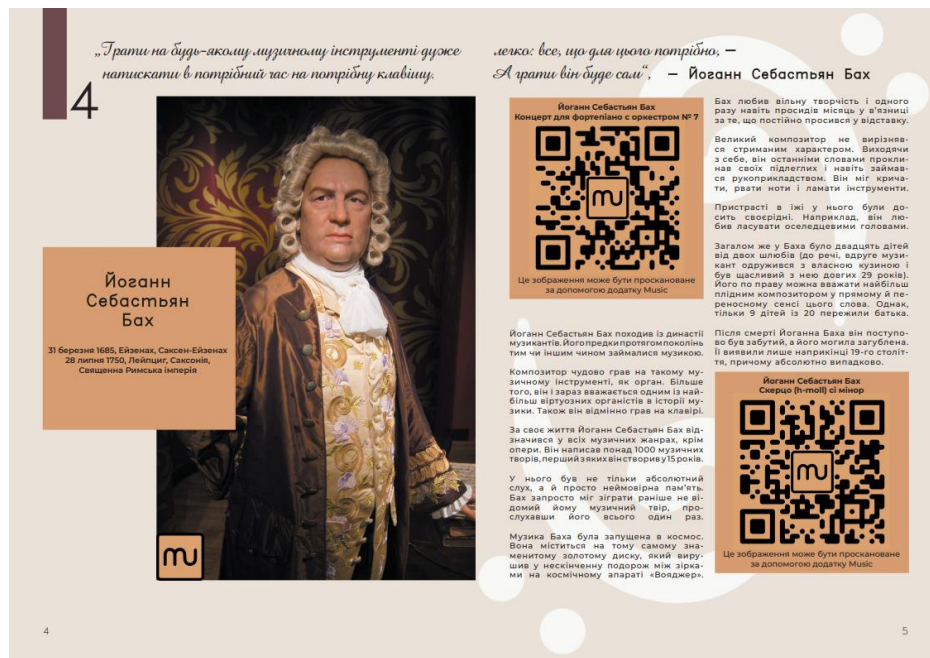 „Грати на будь-якому музичному інструменті дуже
натискати в потрібний час на потрібну клавішу.
4
Йоганн
Себастьян
Бах
31 березня 1685, Ейзенах, Саксен-Ейзенах
28 липня 1750, Лейпциг, Саксонія,
Священна Римська імперія
mu
4
легко: все, що для цього потрібно, —
А грати він буде сам“, — Йоганн Себастьян Бах
Йоганн Себастьян Бах
Концерт для фортепіано с оркестром № 7
mu
Це зображення може бути проскановане
за допомогою додатку Music
Йоганн Себастьян Бах походив із династії
музикантів. Його предки протягом поколінь
тим чи іншим чином займалися музикою.
Композитор чудово грав на такому му-
зичному інструменті, як орган. Більше
того, він і зараз вважається одним із най-
більш віртуозних органістів в історії му-
зики. Також він відмінно грав на клавірі.
За своє життя Йоганн Себастьян Бах від-
значився у всіх музичних жанрах, крім
опери. Він написав понад 1000 музичних
творів, перший з яких він створив у 15 років.
У нього був не тільки абсолютний
слух, а й просто неймовірна пам'ять.
Бах запросто міг зіграти раніше не ві-
домий йому музичний твір, про-
слухавши його всього один раз.
Музика Баха була запущена в космос.
Вона міститься на тому самому зна-
менитому золотому диску, який виру-
шив у нескінченну подорож між зірка-
ми на космічному апараті «Вояджер».
Бах любив вільну творчість і одного
разу навіть просидів місяць у в'язниці
за те, що постійно просився у відставку.
Великий композитор не вирізняв-
ся стриманим характером. Виходячи
з себе, він останніми словами прокли-
нав своїх підлеглих і навіть займав-
ся рукоприкладством. Він міг крича-
ти, рвати ноти і ламати інструменти.
Пристрасті в їжі у нього були до-
сить своєрідні. Наприклад, він лю-
бив ласувати оселедцевими головами.
Загалом же у Баха було двадцять дітей
від двох шлюбів (до речі, вдруге музи-
кант одружився з власною кузиною і
був щасливий з нею довгих 29 років).
Його по праву можна вважати найбільш
плідним композитором у прямому й пе-
реносному сенсі цього слова. Однак,
тільки 9 дітей із 20 пережили батька.
Після смерті Йоганна Баха він поступо-
во був забутий, а його могила загублена.
Її виявили лише наприкінці 19-го століт-
тя, причому абсолютно випадково.
Йоганн Себастьян Бах
Скерцо (h-moll) сі мінор
mu
Це зображення може бути проскановане
за допомогою додатку Music
5